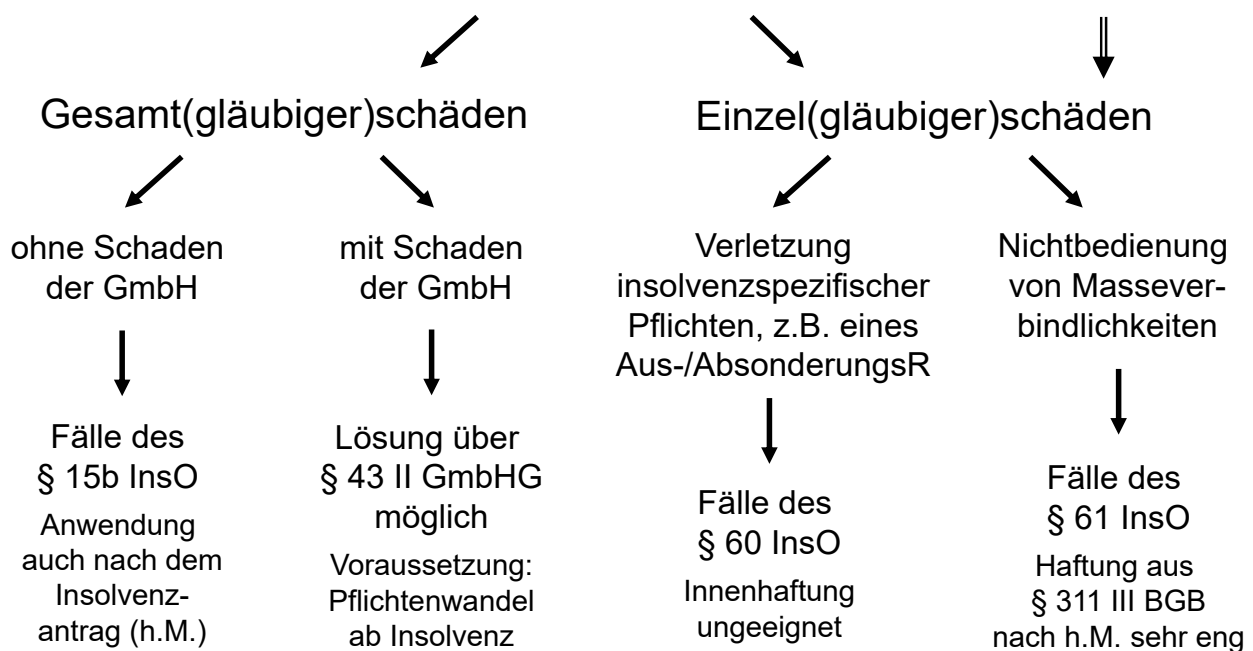 Gesamt(gläubiger)schäden
Einzel(gläubiger)schäden
ohne Schaden
der GmbH
mit Schaden
der GmbH
Verletzung
insolvenzspezifischer
Pflichten, z.B. eines
Aus-/AbsonderungsR
Nichtbedienung
von Massever-
bindlichkeiten
Fälle des
§ 15b InsO
Anwendung
auch nach dem
Insolvenz-
antrag (h.M.)
Lösung über
§ 43 II GmbHG
möglich
Voraussetzung:
Pflichtenwandel
ab Insolvenz
Fälle des
§ 60 InsO
Innenhaftung
ungeeignet
Fälle des
§ 61 InsO
Haftung aus
§ 311 III BGB
nach h.M. sehr eng